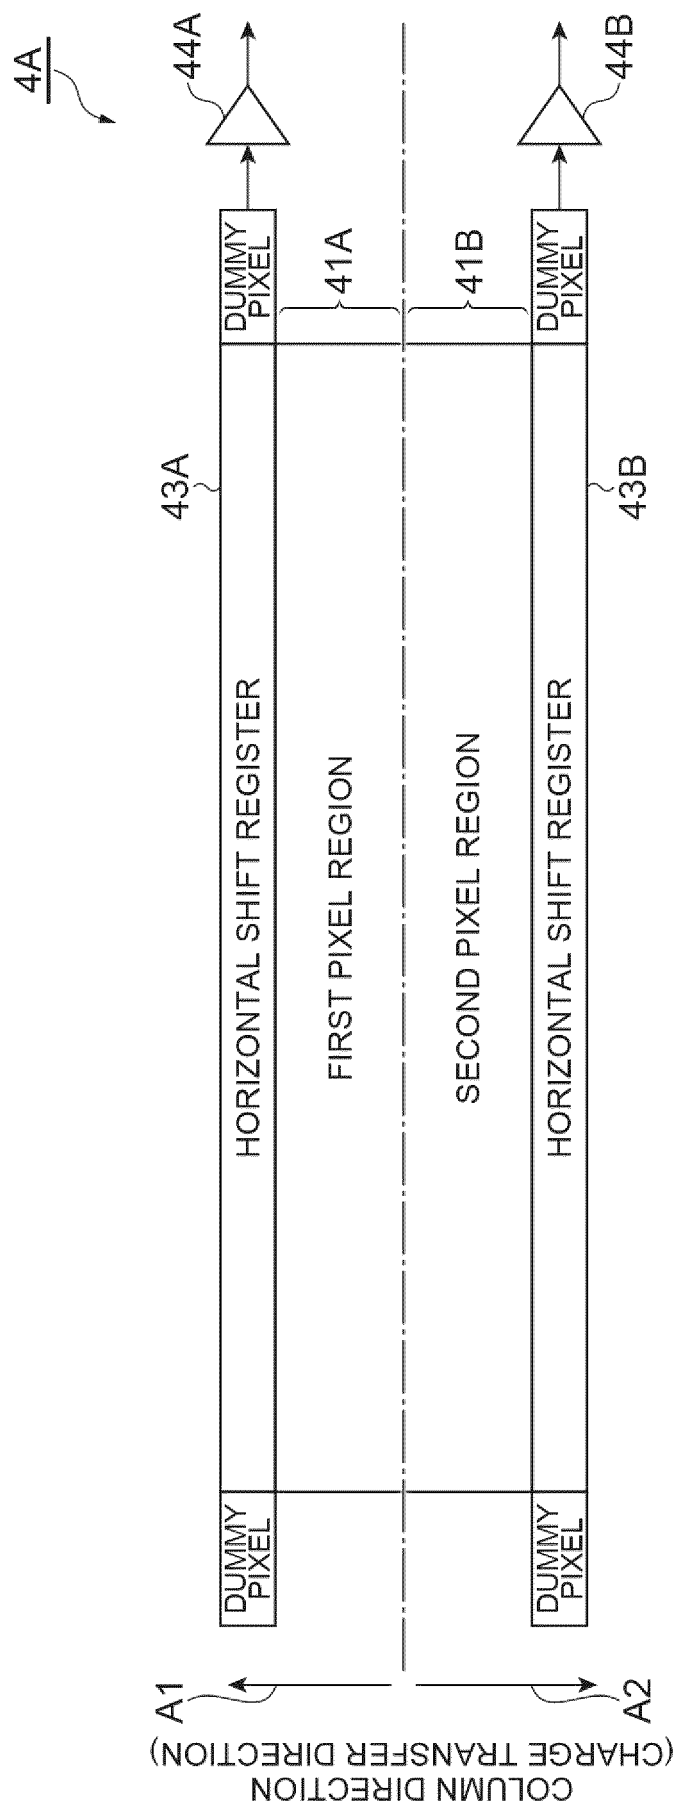 4A
44A
44B
DUMMY
PIXEL
41A
41B
DUMMY
PIXEL
43A
43B
HORIZONTAL SHIFT REGISTER
FIRST PIXEL REGION
SECOND PIXEL REGION
HORIZONTAL SHIFT REGISTER
DUMMY
PIXEL
DUMMY
PIXEL
A1
A2
COLUMN DIRECTION
(CHARGE TRANSFER DIRECTION)